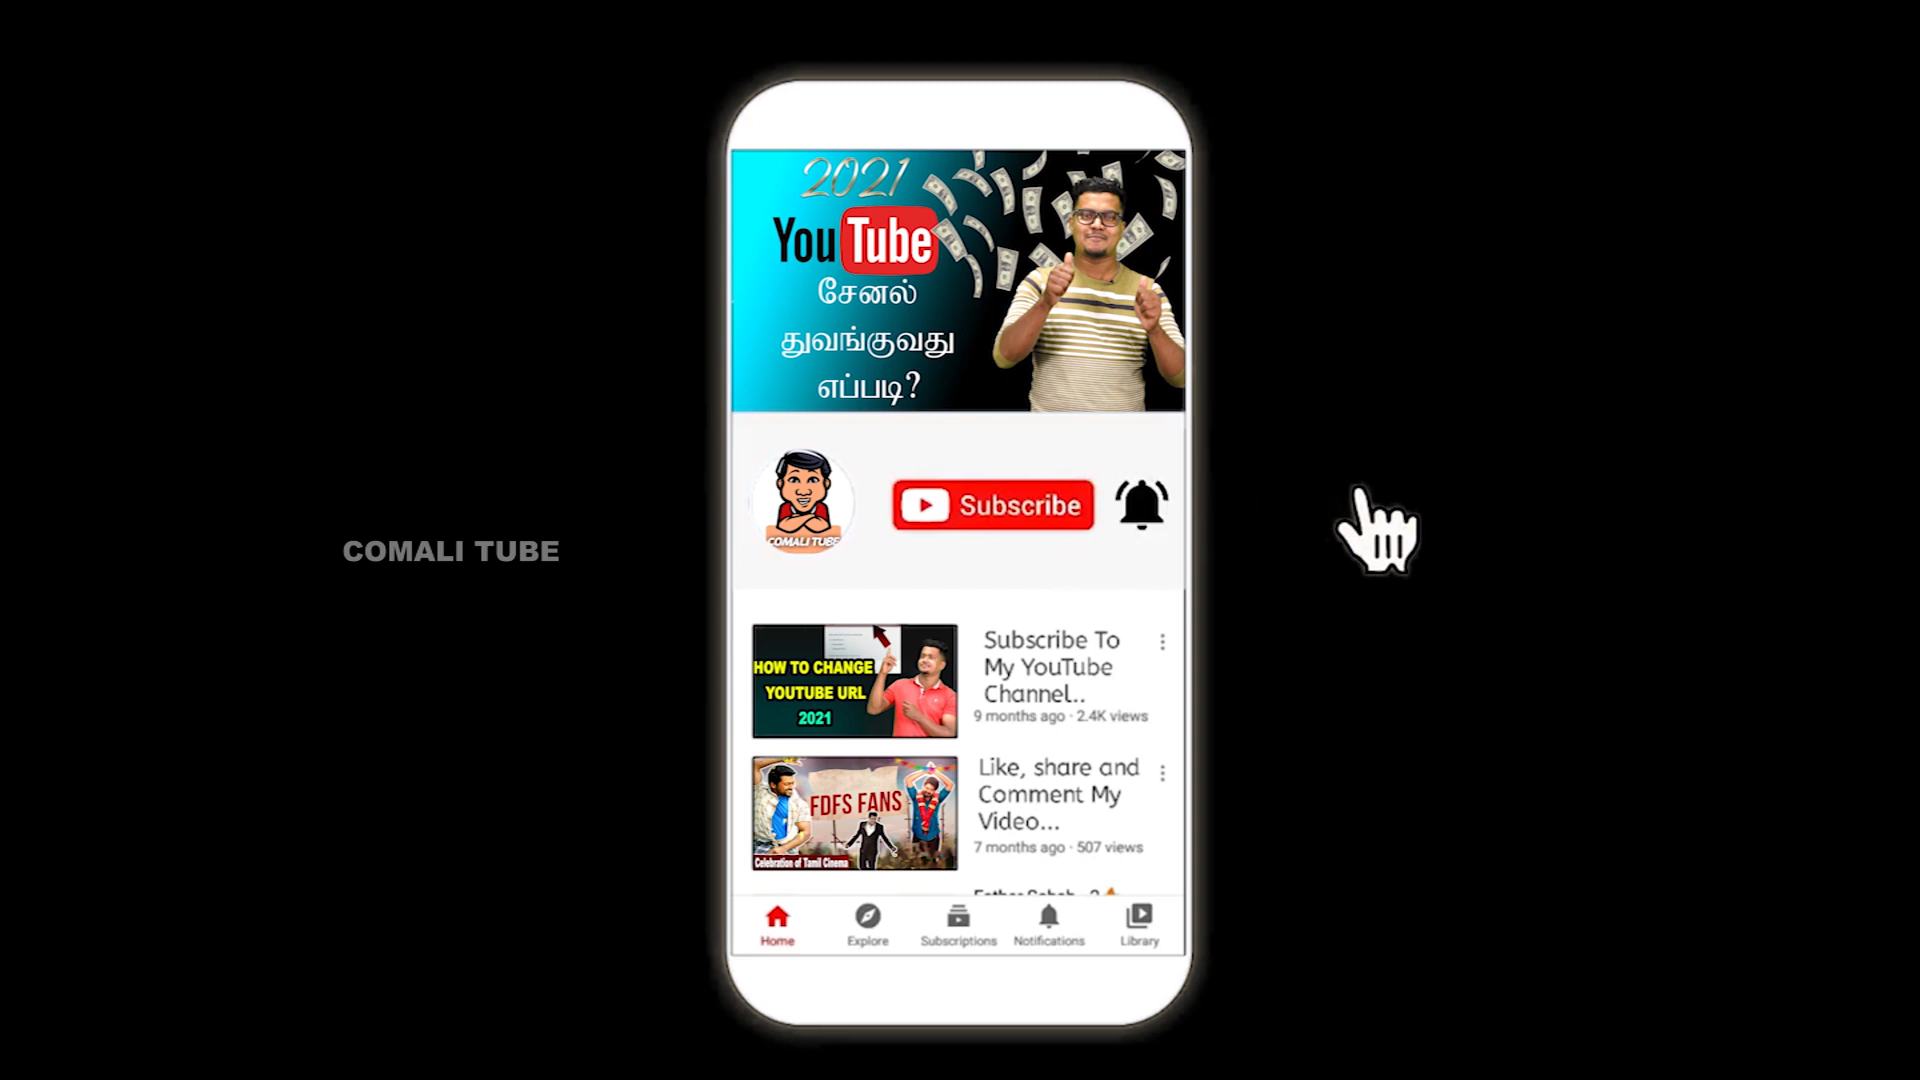 2021
YouTube
சேனல்
துவங்குவது
எப்படி?
COMALI TUBE
Subscribe
COMALI TUBE
HOW TO CHANGE
YOUTUBE URL
2021
Subscribe To
My YouTube
Channel..
9 months ago · 2.4K views
FDFS FANS
Celebration of Tamil Cinema
Like, share and
Comment My
Video...
7 months ago · 507 views
Home
Explore
Subscriptions
Notifications
Library